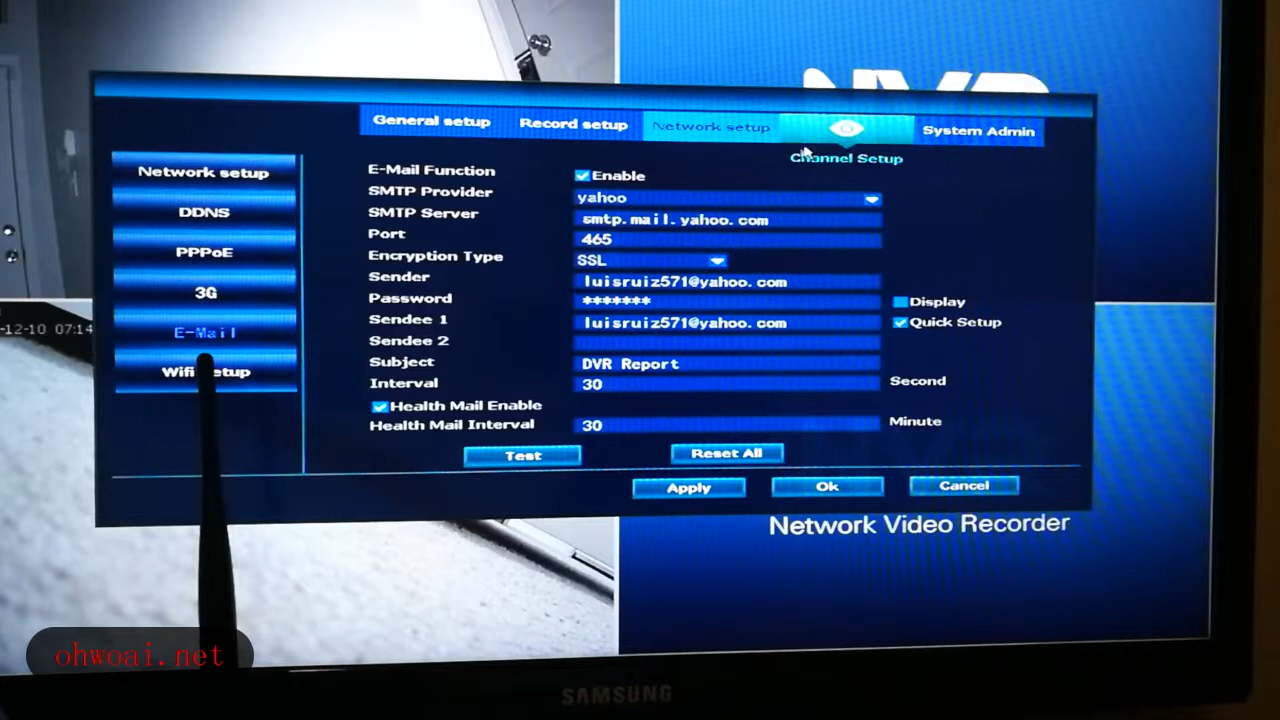 NVR
General setup Record setup Network setup System Admin
Channel Setup
Network setup
DDNS
PPPoE
3G
E-Mail
Wifi setup
E-Mail Function Enable
SMTP Provider yahoo
SMTP Server smtp.mail.yahoo.com
Port 465
Encryption Type SSL
Sender luisruiz571@yahoo.com
Password ******* Display
Sendee 1 luisruiz571@yahoo.com Quick Setup
Sendee 2
Subject DVR Report
Interval 30 Second
Health Mail Enable
Health Mail Interval 30 Minute
Test Reset All
Apply Ok Cancel
-12-10 07:14
Network Video Recorder
ohwoai.net
SAMSUNG